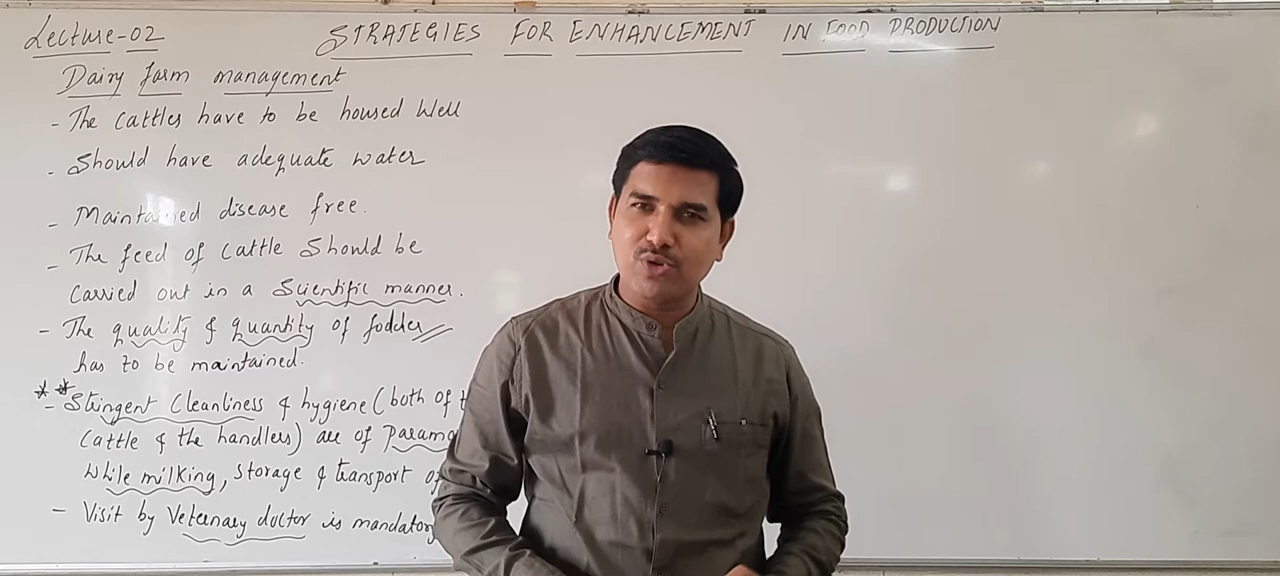 Lecture-02
STRATEGIES FOR ENHANCEMENT IN FOOD PRODUCTION
Dairy farm management
- The Cattles have to be housed Well
- Should have adequate water
- Maintained disease free.
- The feed of Cattle Should be
Carried out in a Scientific manner.
- The quality & quantity of fodder
has to be maintained.
** - Stringent Cleanliness & hygiene (both of
Cattle & the handlers) are of
While milking, Storage & transport of
- Visit by Veternary doctor is mandatory